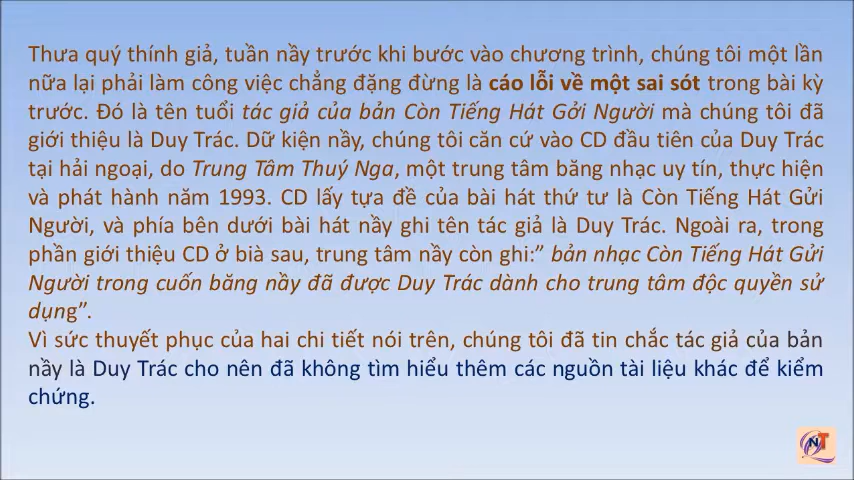 Thưa quý thính giả, tuần nầy trước khi bước vào chương trình, chúng tôi một lần
nữa lại phải làm công việc chẳng đặng đừng là cáo lỗi về một sai sót trong bài kỳ
trước. Đó là tên tuổi tác giả của bản Còn Tiếng Hát Gởi Người mà chúng tôi đã
giới thiệu là Duy Trác. Dữ kiện nầy, chúng tôi căn cứ vào CD đầu tiên của Duy Trác
tại hải ngoại, do Trung Tâm Thuý Nga, một trung tâm băng nhạc uy tín, thực hiện
và phát hành năm 1993. CD lấy tựa đề của bài hát thứ tư là Còn Tiếng Hát Gửi
Người, và phía bên dưới bài hát nầy ghi tên tác giả là Duy Trác. Ngoài ra, trong
phần giới thiệu CD ở bià sau, trung tâm nầy còn ghi:” bản nhạc Còn Tiếng Hát Gửi
Người trong cuốn băng nầy đã được Duy Trác dành cho trung tâm độc quyền sử
dụng”.
Vì sức thuyết phục của hai chi tiết nói trên, chúng tôi đã tin chắc tác giả của bản
nầy là Duy Trác cho nên đã không tìm hiểu thêm các nguồn tài liệu khác để kiểm
chứng.
NT